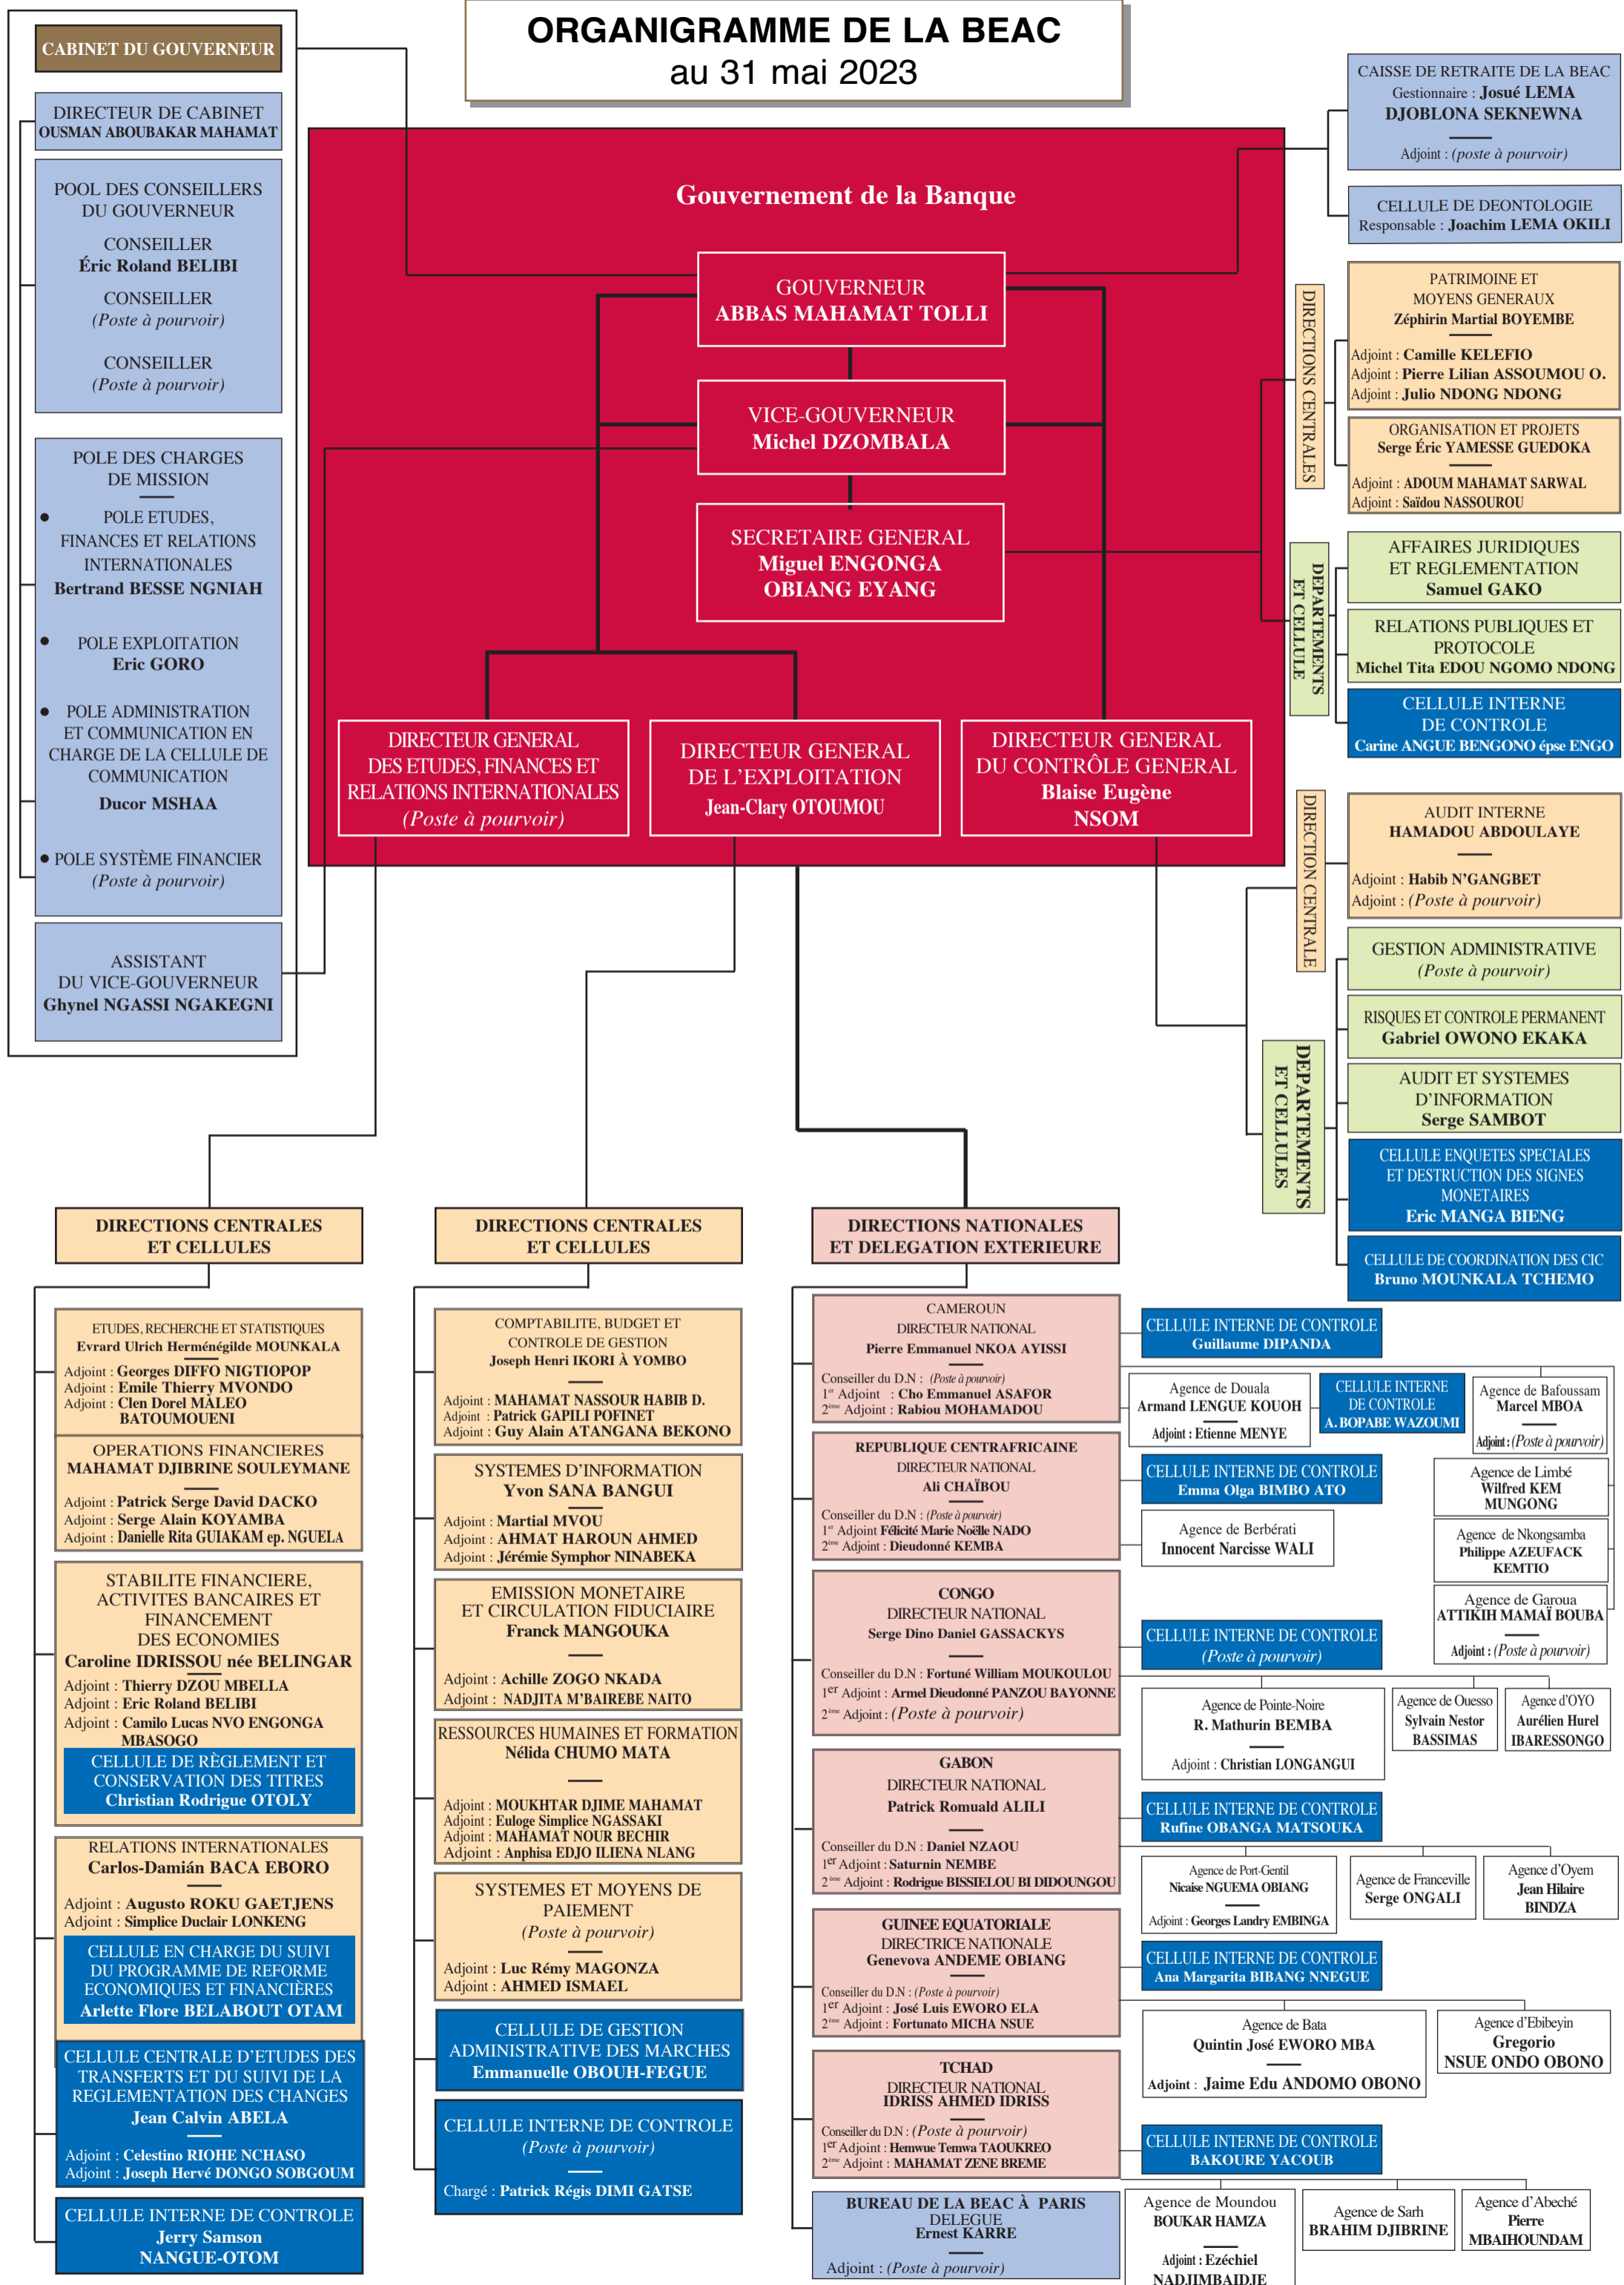 ORGANIGRAMME DE LA BEAC
au 31 mai 2023
CABINET DU GOUVERNEUR
DIRECTEUR DE CABINET
OUSMAN ABOUBAKAR MAHAMAT
POOL DES CONSEILLERS
DU GOUVERNEUR
CONSEILLER
Éric Roland BELIBI
CONSEILLER
(Poste à pourvoir)
CONSEILLER
(Poste à pourvoir)
POLE DES CHARGES
DE MISSION
• POLE ETUDES,
FINANCES ET RELATIONS
INTERNATIONALES
Bertrand BESSE NGNIAH
• POLE EXPLOITATION
Eric GORO
• POLE ADMINISTRATION
ET COMMUNICATION EN
CHARGE DE LA CELLULE DE
COMMUNICATION
Ducor MSHAA
• POLE SYSTÈME FINANCIER
(Poste à pourvoir)
ASSISTANT
DU VICE-GOUVERNEUR
Ghynel NGASSI NGAKEGNI
Gouvernement de la Banque
GOUVERNEUR
ABBAS MAHAMAT TOLLI
VICE-GOUVERNEUR
Michel DZOMBALA
SECRETAIRE GENERAL
Miguel ENGONGA
OBIANG EYANG
DIRECTEUR GENERAL
DES ETUDES, FINANCES ET
RELATIONS INTERNATIONALES
(Poste à pourvoir)
DIRECTEUR GENERAL
DE L'EXPLOITATION
Jean-Clary OTOUMOU
DIRECTEUR GENERAL
DU CONTRÔLE GENERAL
Blaise Eugène
NSOM
CAISSE DE RETRAITE DE LA BEAC
Gestionnaire : Josué LEMA
DJOBLONA SEKNEWNA
Adjoint : (poste à pourvoir)
CELLULE DE DEONTOLOGIE
Responsable : Joachim LEMA OKILI
DIRECTIONS CENTRALES
PATRIMOINE ET
MOYENS GENERAUX
Zéphirin Martial BOYEMBE
Adjoint : Camille KELEFIO
Adjoint : Pierre Lilian ASSOUMOU O.
Adjoint : Julio NDONG NDONG
ORGANISATION ET PROJETS
Serge Éric YAMESSE GUEDOKA
Adjoint : ADOUM MAHAMAT SARWAL
Adjoint : Saïdou NASSOUROU
DEPARTEMENTS
ET CELLULE
AFFAIRES JURIDIQUES
ET REGLEMENTATION
Samuel GAKO
RELATIONS PUBLIQUES ET
PROTOCOLE
Michel Tita EDOU NGOMO NDONG
CELLULE INTERNE
DE CONTROLE
Carine ANGUE BENGONO épse ENGO
DIRECTION CENTRALE
AUDIT INTERNE
HAMADOU ABDOULAYE
Adjoint : Habib N'GANGBET
Adjoint : (Poste à pourvoir)
DEPARTEMENTS
ET CELLULES
GESTION ADMINISTRATIVE
(Poste à pourvoir)
RISQUES ET CONTROLE PERMANENT
Gabriel OWONO EKAKA
AUDIT ET SYSTEMES
D'INFORMATION
Serge SAMBOT
CELLULE ENQUETES SPECIALES
ET DESTRUCTION DES SIGNES
MONETAIRES
Eric MANGA BIENG
CELLULE DE COORDINATION DES CIC
Bruno MOUNKALA TCHEMO
DIRECTIONS CENTRALES
ET CELLULES
ETUDES, RECHERCHE ET STATISTIQUES
Evrard Ulrich Herménégilde MOUNKALA
Adjoint : Georges DIFFO NIGTIOPOP
Adjoint : Emile Thierry MVONDO
Adjoint : Clen Dorel MALEO
BATOUMOUENI
OPERATIONS FINANCIERES
MAHAMAT DJIBRINE SOULEYMANE
Adjoint : Patrick Serge David DACKO
Adjoint : Serge Alain KOYAMBA
Adjoint : Danielle Rita GUIAKAM ep. NGUELA
STABILITE FINANCIERE,
ACTIVITES BANCAIRES ET
FINANCEMENT
DES ECONOMIES
Caroline IDRISSOU née BELINGAR
Adjoint : Thierry DZOU MBELLA
Adjoint : Eric Roland BELIBI
Adjoint : Camilo Lucas NVO ENGONGA
MBASOGO
CELLULE DE RÈGLEMENT ET
CONSERVATION DES TITRES
Christian Rodrigue OTOLY
RELATIONS INTERNATIONALES
Carlos-Damián BACA EBORO
Adjoint : Augusto ROKU GAETJENS
Adjoint : Simplice Duclair LONKENG
CELLULE EN CHARGE DU SUIVI
DU PROGRAMME DE REFORME
ECONOMIQUES ET FINANCIÈRES
Arlette Flore BELABOUT OTAM
CELLULE CENTRALE D'ETUDES DES
TRANSFERTS ET DU SUIVI DE LA
REGLEMENTATION DES CHANGES
Jean Calvin ABELA
Adjoint : Celestino RIOHE NCHASO
Adjoint : Joseph Hervé DONGO SOBGOUM
CELLULE INTERNE DE CONTROLE
Jerry Samson
NANGUE-OTOM
DIRECTIONS CENTRALES
ET CELLULES
COMPTABILITE, BUDGET ET
CONTROLE DE GESTION
Joseph Henri IKORI À YOMBO
Adjoint : MAHAMAT NASSOUR HABIB D.
Adjoint : Patrick GAPILI POFINET
Adjoint : Guy Alain ATANGANA BEKONO
SYSTEMES D'INFORMATION
Yvon SANA BANGUI
Adjoint : Martial MVOU
Adjoint : AHMAT HAROUN AHMED
Adjoint : Jérémie Symphor NINABEKA
EMISSION MONETAIRE
ET CIRCULATION FIDUCIAIRE
Franck MANGOUKA
Adjoint : Achille ZOGO NKADA
Adjoint : NADJITA M'BAIREBE NAITO
RESSOURCES HUMAINES ET FORMATION
Nélida CHUMO MATA
Adjoint : MOUKHTAR DJIME MAHAMAT
Adjoint : Euloge Simplice NGASSAKI
Adjoint : MAHAMAT NOUR BECHIR
Adjoint : Anphisa EDJO ILIENA NLANG
SYSTEMES ET MOYENS DE
PAIEMENT
(Poste à pourvoir)
Adjoint : Luc Rémy MAGONZA
Adjoint : AHMED ISMAEL
CELLULE DE GESTION
ADMINISTRATIVE DES MARCHES
Emmanuelle OBOUH-FEGUE
CELLULE INTERNE DE CONTROLE
(Poste à pourvoir)
Chargé : Patrick Régis DIMI GATSE
DIRECTIONS NATIONALES
ET DELEGATION EXTERIEURE
CAMEROUN
DIRECTEUR NATIONAL
Pierre Emmanuel NKOA AYISSI
Conseiller du D.N : (Poste à pourvoir)
1er Adjoint : Cho Emmanuel ASAFOR
2ème Adjoint : Rabiou MOHAMADOU
CELLULE INTERNE DE CONTROLE
Guillaume DIPANDA
Agence de Douala
Armand LENGUE KOUOH
Adjoint : Etienne MENYE
CELLULE INTERNE
DE CONTROLE
A. BOPABE WAZOUMI
Agence de Bafoussam
Marcel MBOA
Adjoint : (Poste à pourvoir)
Agence de Limbé
Wilfred KEM
MUNGONG
Agence de Nkongsamba
Philippe AZEUFACK
KEMTIO
Agence de Garoua
ATTIKIH MAMAÏ BOUBA
Adjoint : (Poste à pourvoir)
REPUBLIQUE CENTRAFRICAINE
DIRECTEUR NATIONAL
Ali CHAÏBOU
Conseiller du D.N : (Poste à pourvoir)
1er Adjoint Félicité Marie Noëlle NADO
2ème Adjoint : Dieudonné KEMBA
CELLULE INTERNE DE CONTROLE
Emma Olga BIMBO ATO
Agence de Berbérati
Innocent Narcisse WALI
CONGO
DIRECTEUR NATIONAL
Serge Dino Daniel GASSACKYS
Conseiller du D.N : Fortuné William MOUKOULOU
1er Adjoint : Armel Dieudonné PANZOU BAYONNE
2ème Adjoint : (Poste à pourvoir)
CELLULE INTERNE DE CONTROLE
(Poste à pourvoir)
Agence de Pointe-Noire
R. Mathurin BEMBA
Adjoint : Christian LONGANGUI
Agence de Ouesso
Sylvain Nestor
BASSIMAS
Agence d'OYO
Aurélien Hurel
IBARESSONGO
GABON
DIRECTEUR NATIONAL
Patrick Romuald ALILI
Conseiller du D.N : Daniel NZAOU
1er Adjoint : Saturnin NEMBE
2ème Adjoint : Rodrigue BISSIELOU BI DIDOUNGOU
CELLULE INTERNE DE CONTROLE
Rufine OBANGA MATSOUKA
Agence de Port-Gentil
Nicaise NGUEMA OBIANG
Adjoint : Georges Landry EMBINGA
Agence de Franceville
Serge ONGALI
Agence d'Oyem
Jean Hilaire
BINDZA
GUINEE EQUATORIALE
DIRECTRICE NATIONALE
Genevova ANDEME OBIANG
Conseiller du D.N : (Poste à pourvoir)
1er Adjoint : José Luis EWORO ELA
2ème Adjoint : Fortunato MICHA NSUE
CELLULE INTERNE DE CONTROLE
Ana Margarita BIBANG NNEGUE
Agence de Bata
Quintin José EWORO MBA
Adjoint : Jaime Edu ANDOMO OBONO
Agence d'Ebibeyin
Gregorio
NSUE ONDO OBONO
TCHAD
DIRECTEUR NATIONAL
IDRISS AHMED IDRISS
Conseiller du D.N : (Poste à pourvoir)
1er Adjoint : Hemwue Temwa TAOUKREO
2ème Adjoint : MAHAMAT ZENE BREME
CELLULE INTERNE DE CONTROLE
BAKOURE YACOUB
Agence de Moundou
BOUKAR HAMZA
Adjoint : Ezéchiel
NADJIMBAIDJE
Agence de Sarh
BRAHIM DJIBRINE
Agence d'Abeché
Pierre
MBAIHOUNDAM
BUREAU DE LA BEAC À PARIS
DELEGUE
Ernest KARRE
Adjoint : (Poste à pourvoir)